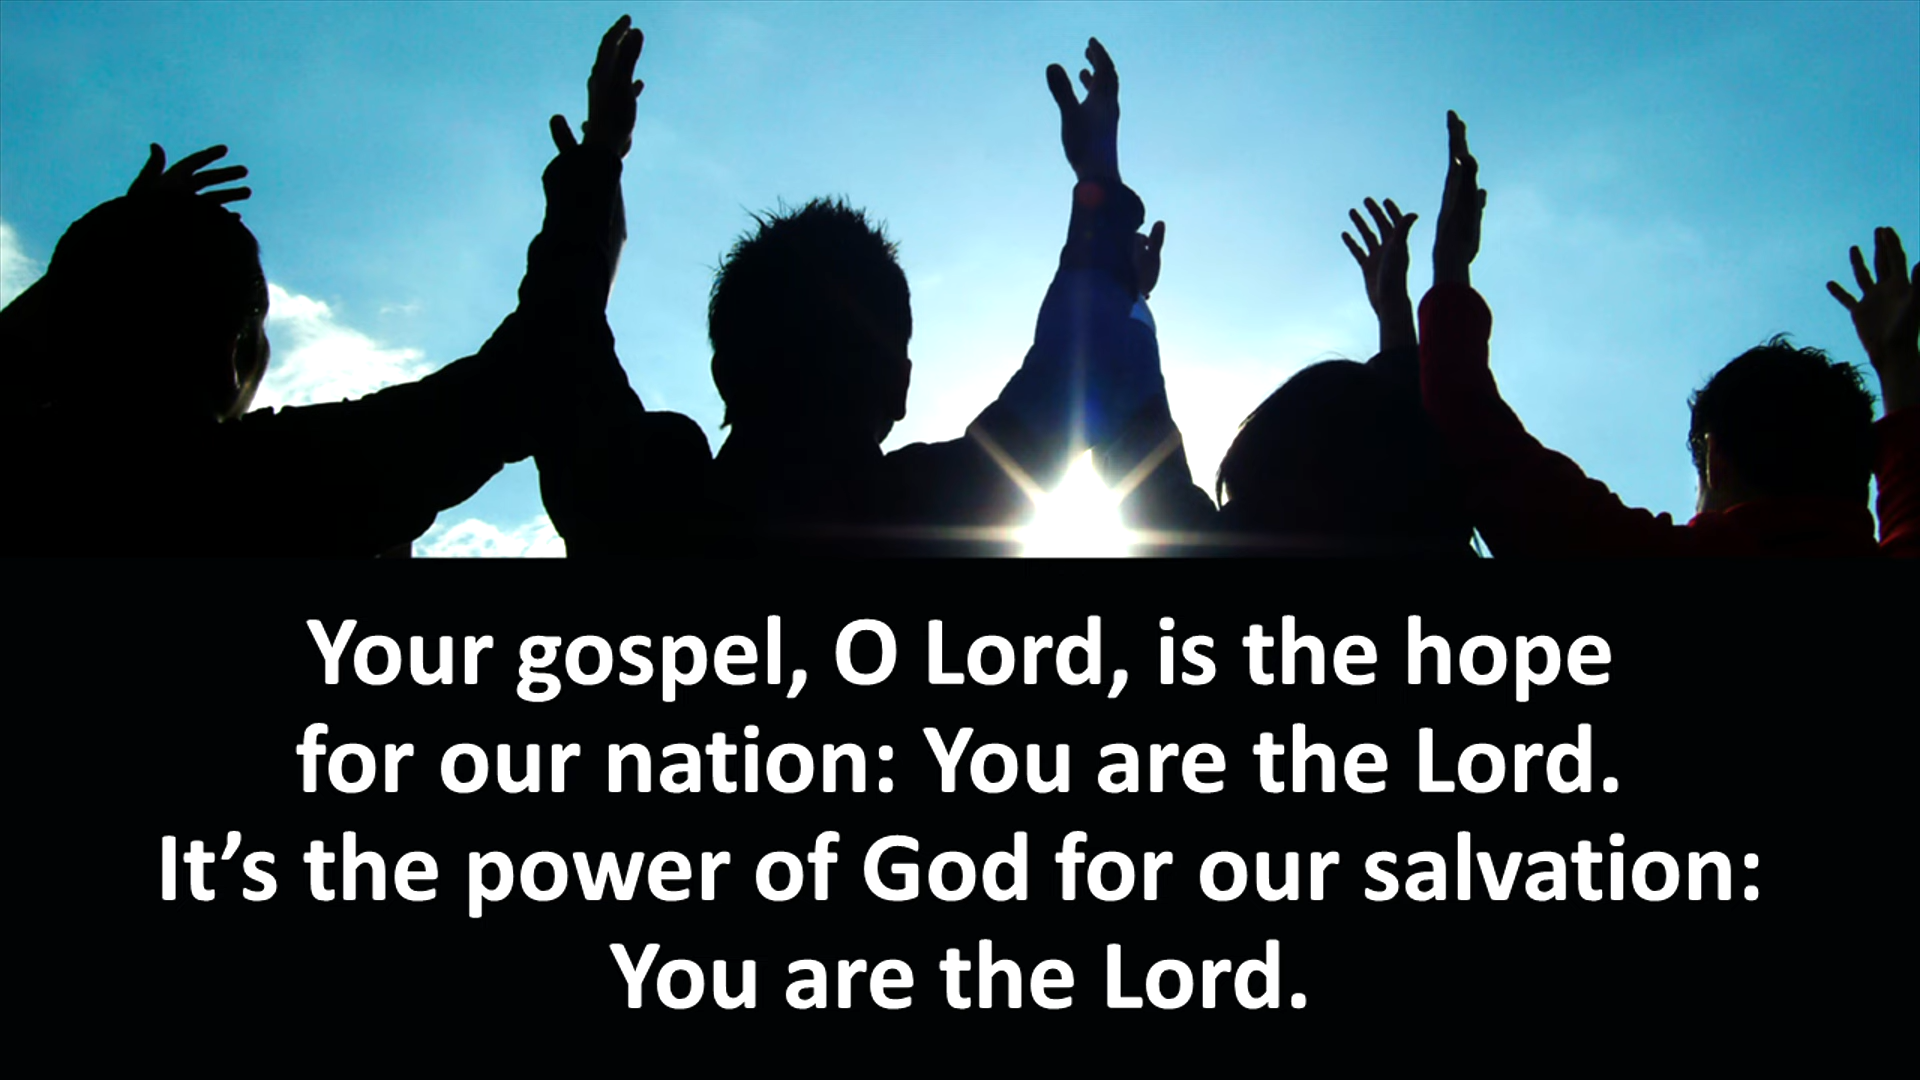 Your gospel, O Lord, is the hope
for our nation: You are the Lord.
It’s the power of God for our salvation:
You are the Lord.